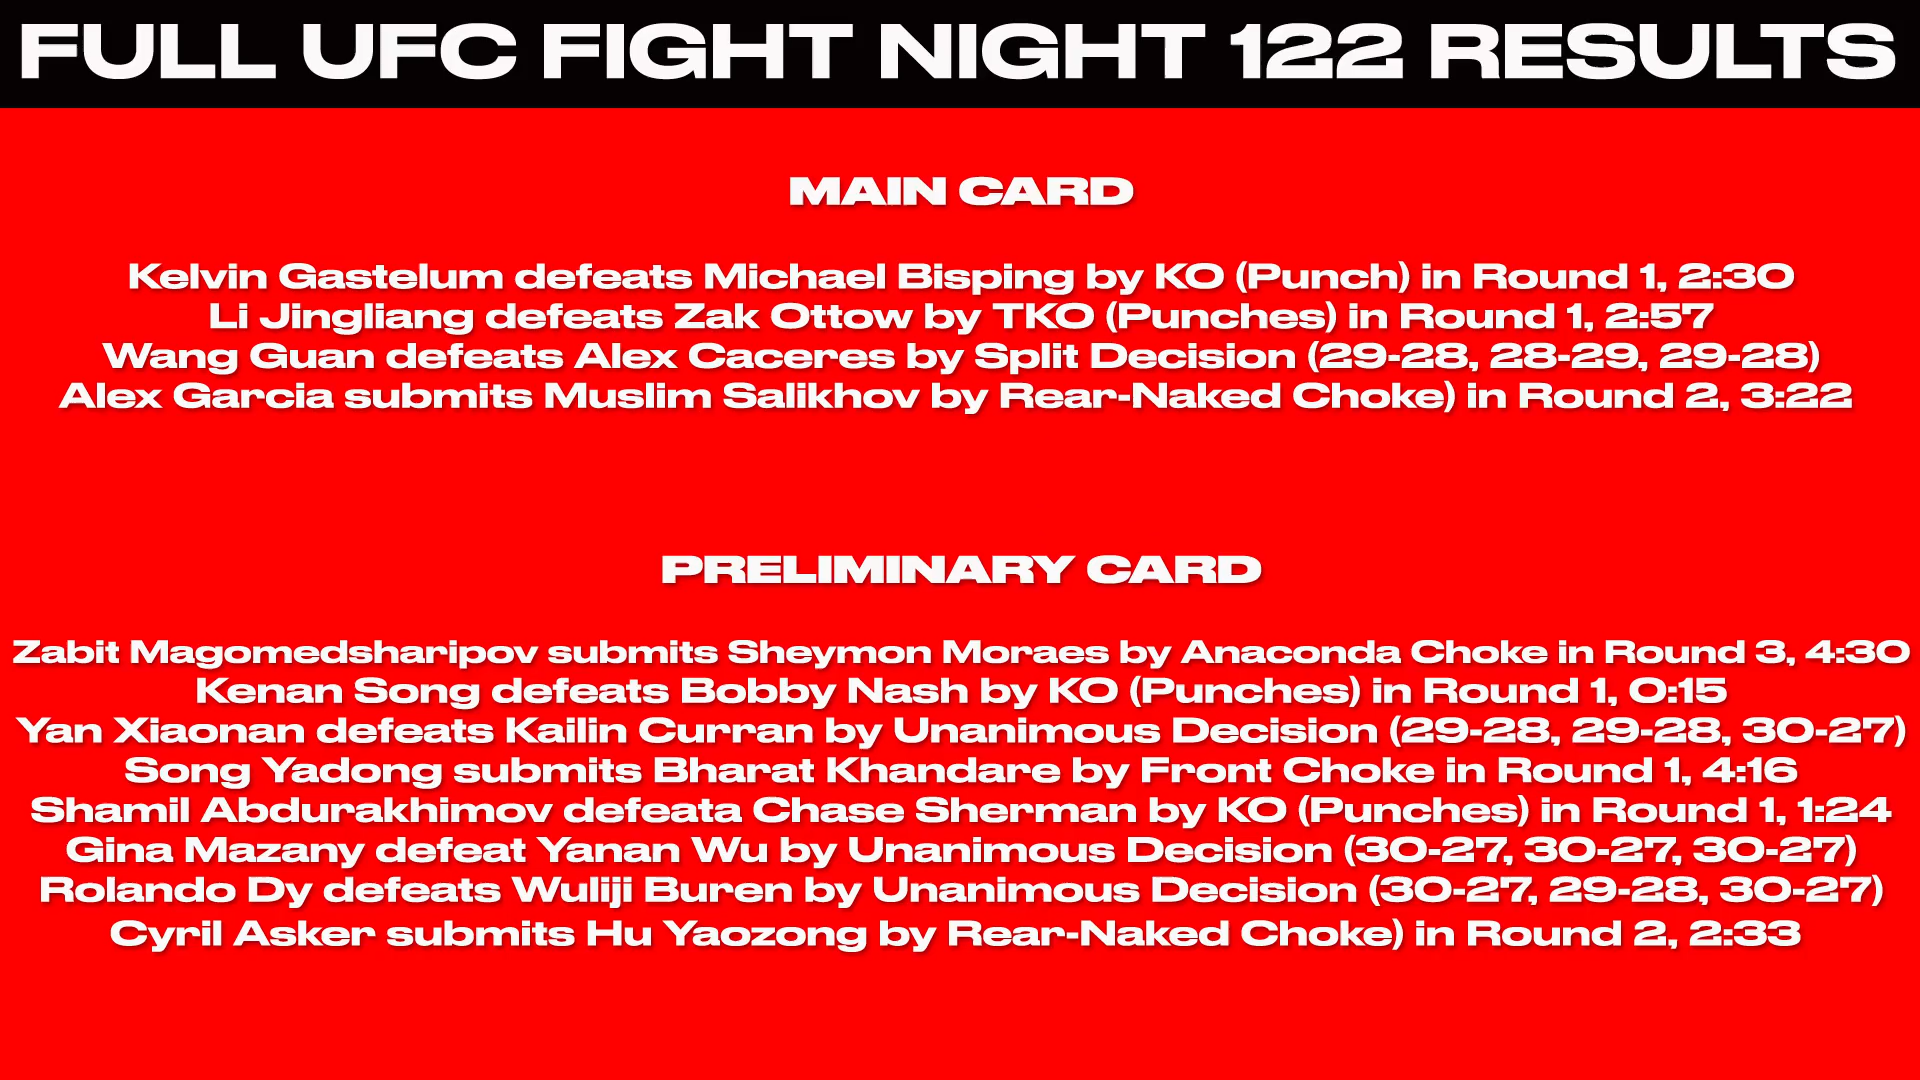 FULL UFC FIGHT NIGHT 122 RESULTS
MAIN CARD
Kelvin Gastelum defeats Michael Bisping by KO (Punch) in Round 1, 2:30
Li Jingliang defeats Zak Ottow by TKO (Punches) in Round 1, 2:57
Wang Guan defeats Alex Caceres by Split Decision (29-28, 28-29, 29-28)
Alex Garcia submits Muslim Salikhov by Rear-Naked Choke) in Round 2, 3:22
PRELIMINARY CARD
Zabit Magomedsharipov submits Sheymon Moraes by Anaconda Choke in Round 3, 4:30
Kenan Song defeats Bobby Nash by KO (Punches) in Round 1, 0:15
Yan Xiaonan defeats Kailin Curran by Unanimous Decision (29-28, 29-28, 30-27)
Song Yadong submits Bharat Khandare by Front Choke in Round 1, 4:16
Shamil Abdurakhimov defeata Chase Sherman by KO (Punches) in Round 1, 1:24
Gina Mazany defeat Yanan Wu by Unanimous Decision (30-27, 30-27, 30-27)
Rolando Dy defeats Wuliji Buren by Unanimous Decision (30-27, 29-28, 30-27)
Cyril Asker submits Hu Yaozong by Rear-Naked Choke) in Round 2, 2:33